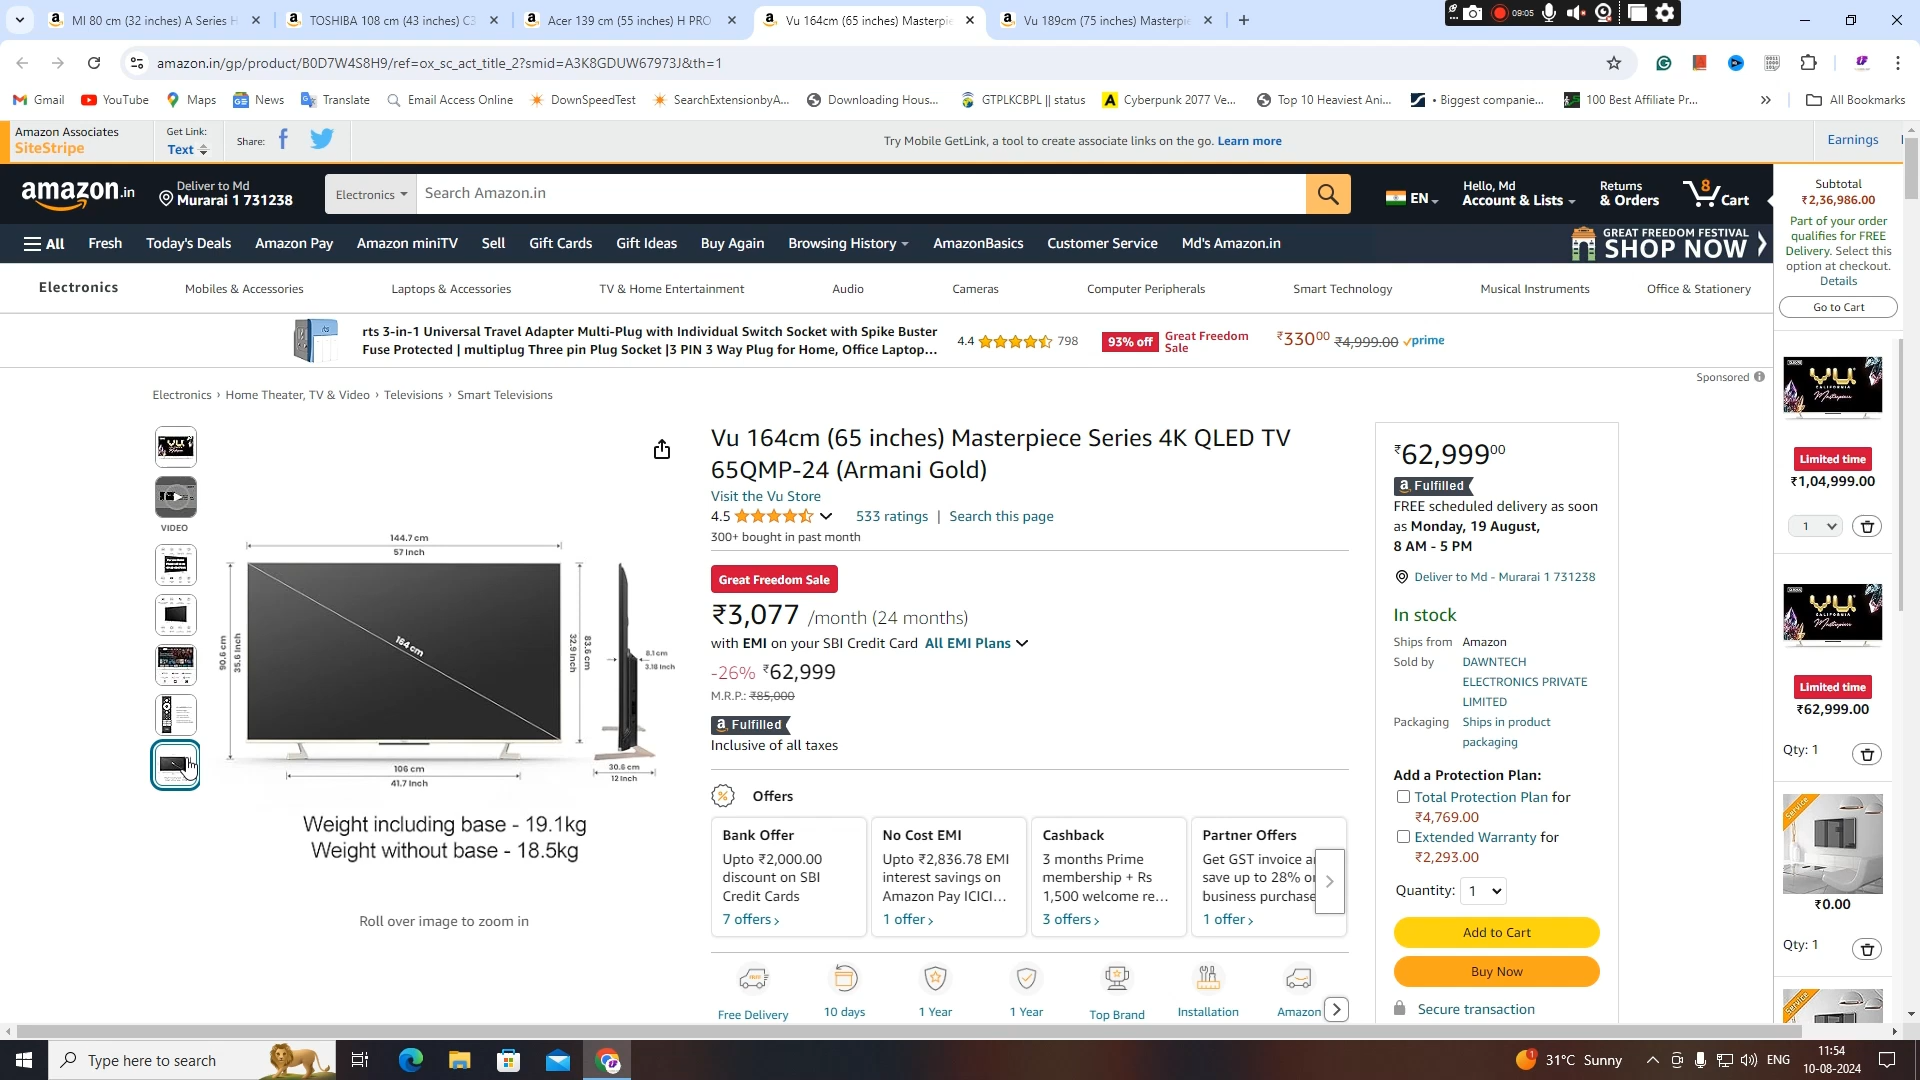 MI 80 cm (32 inches) A Series H
TOSHIBA 108 cm (43 inches) C3
Acer 139 cm (55 inches) H PRO
Vu 164cm (65 inches) Masterpie
Vu 189cm (75 inches) Masterpie
09:05
amazon.in/gp/product/B0D7W4S8H9/ref=ox_sc_act_title_2?smid=A3K8GDUW67973J&th=1
Gmail
YouTube
Maps
News
Translate
Email Access Online
DownSpeedTest
SearchExtensionbyA...
Downloading Hous...
GTPLKCBPL || status
Cyberpunk 2077 Ve...
Top 10 Heaviest Ani...
• Biggest companie...
100 Best Affiliate Pr...
All Bookmarks
Amazon Associates
SiteStripe
Get Link:
Text
Share:
Try Mobile GetLink, a tool to create associate links on the go. Learn more
Earnings
amazon.in
Deliver to Md
Murarai 1 731238
Electronics
Search Amazon.in
EN
Hello, Md
Account & Lists
Returns
& Orders
8
Cart
All
Fresh
Today's Deals
Amazon Pay
Amazon miniTV
Sell
Gift Cards
Gift Ideas
Buy Again
Browsing History
AmazonBasics
Customer Service
Md's Amazon.in
GREAT FREEDOM FESTIVAL
SHOP NOW
Electronics
Mobiles & Accessories
Laptops & Accessories
TV & Home Entertainment
Audio
Cameras
Computer Peripherals
Smart Technology
Musical Instruments
Office & Stationery
rts 3-in-1 Universal Travel Adapter Multi-Plug with Individual Switch Socket with Spike Buster
Fuse Protected | multiplug Three pin Plug Socket |3 PIN 3 Way Plug for Home, Office Laptop...
4.4
798
93% off
Great Freedom
Sale
₹33000 ₹4,999.00 prime
Sponsored
Electronics › Home Theater, TV & Video › Televisions › Smart Televisions
VIDEO
144.7 cm
57 Inch
184 cm
90.6 cm
35.6 Inch
32.9 Inch
83.6 cm
8.1 cm
3.18 Inch
106 cm
41.7 Inch
30.6 cm
12 Inch
Weight including base - 19.1kg
Weight without base - 18.5kg
Roll over image to zoom in
Vu 164cm (65 inches) Masterpiece Series 4K QLED TV
65QMP-24 (Armani Gold)
Visit the Vu Store
4.5
533 ratings | Search this page
300+ bought in past month
Great Freedom Sale
₹3,077 /month (24 months)
with EMI on your SBI Credit Card All EMI Plans
-26% ₹62,999
M.R.P.: ₹85,000
a Fulfilled
Inclusive of all taxes
Offers
Bank Offer
Upto ₹2,000.00
discount on SBI
Credit Cards
7 offers ›
No Cost EMI
Upto ₹2,836.78 EMI
interest savings on
Amazon Pay ICICI...
1 offer ›
Cashback
3 months Prime
membership + Rs
1,500 welcome re...
3 offers ›
Partner Offers
Get GST invoice a
save up to 28% o
business purchase
1 offer ›
Free Delivery
10 days
1 Year
1 Year
Top Brand
Installation
Amazon
₹62,99900
a Fulfilled
FREE scheduled delivery as soon
as Monday, 19 August,
8 AM - 5 PM
Deliver to Md - Murarai 1 731238
In stock
Ships from Amazon
Sold by DAWNTECH
ELECTRONICS PRIVATE
LIMITED
Packaging Ships in product
packaging
Add a Protection Plan:
Total Protection Plan for
₹4,769.00
Extended Warranty for
₹2,293.00
Quantity: 1
Add to Cart
Buy Now
Secure transaction
Subtotal
₹2,36,986.00
Part of your order
qualifies for FREE
Delivery. Select this
option at checkout.
Details
Go to Cart
VU
CALIFORNIA
Masterpiece
Limited time
₹1,04,999.00
1
VU
CALIFORNIA
Masterpiece
Limited time
₹62,999.00
Qty: 1
Service
₹0.00
Qty: 1
Service
Type here to search
1
31°C Sunny
ENG
11:54
10-08-2024